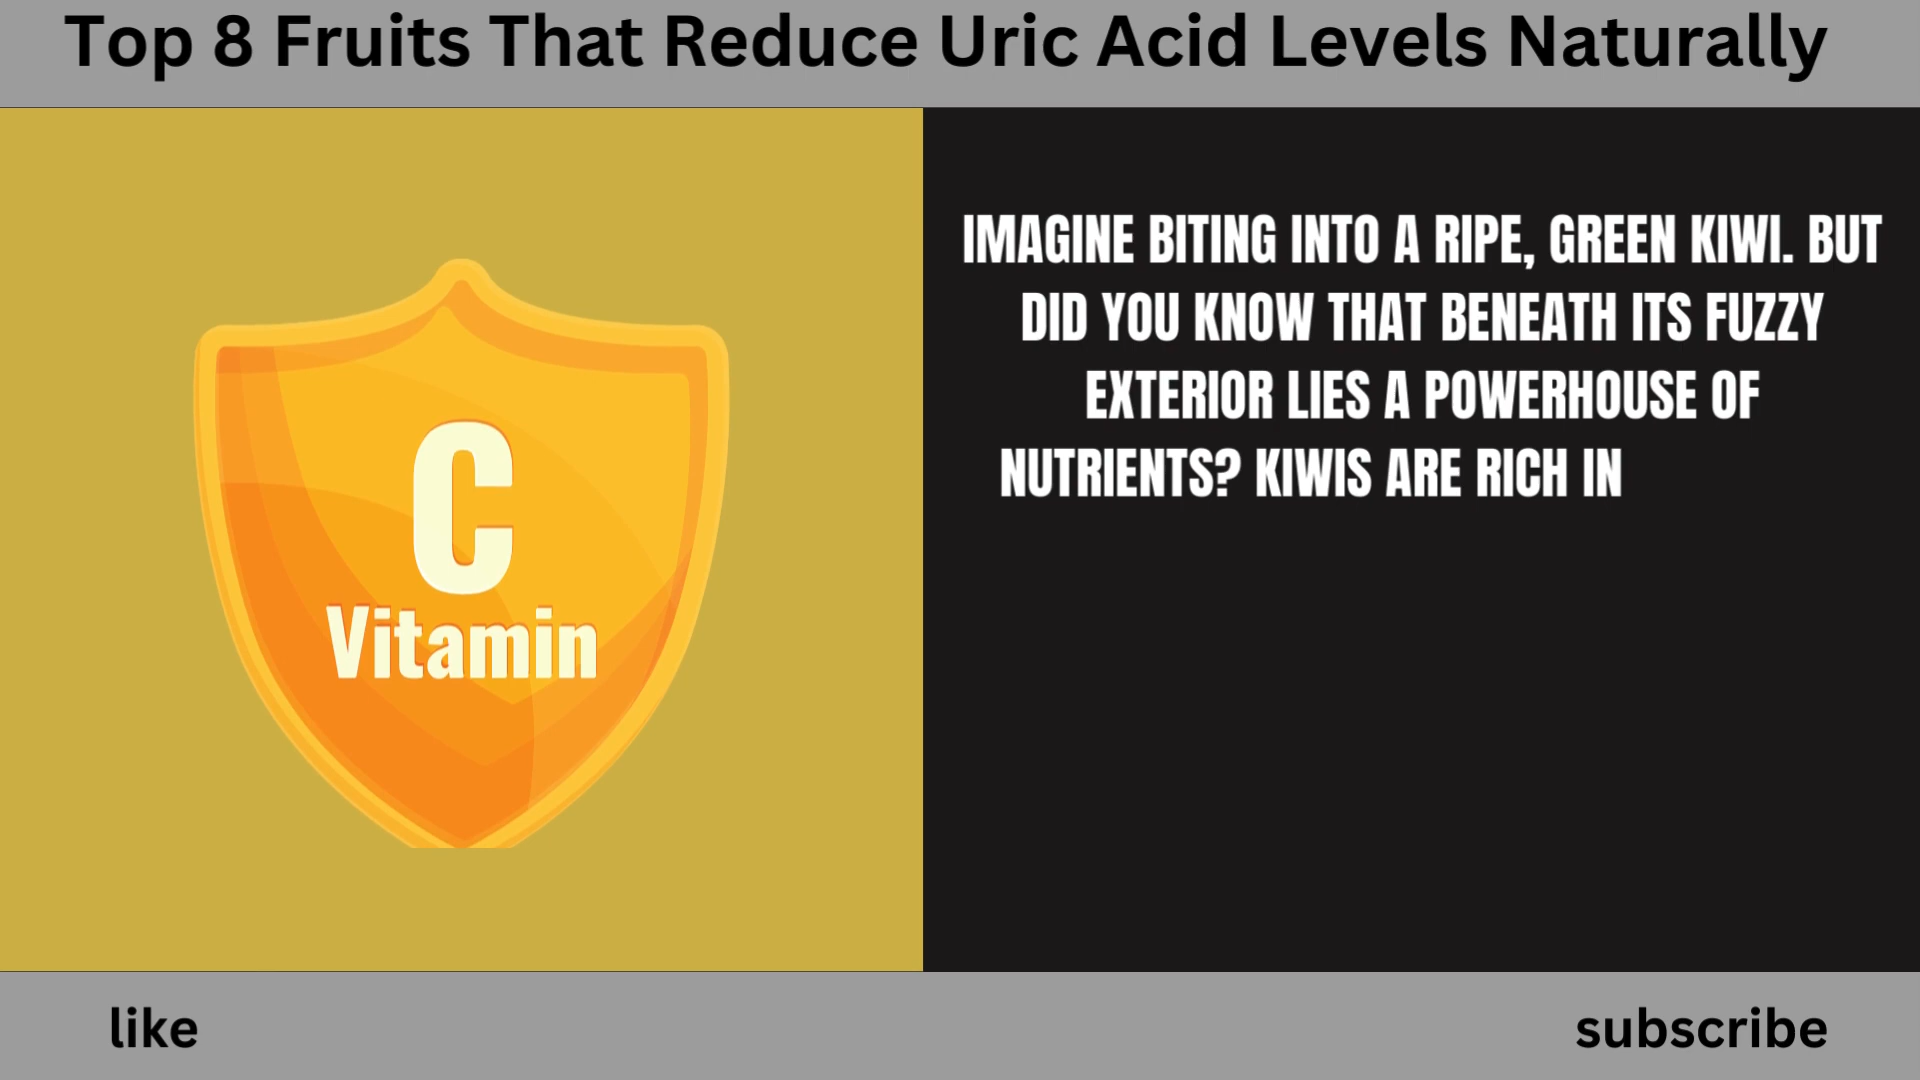 Top 8 Fruits That Reduce Uric Acid Levels Naturally
C
Vitamin
IMAGINE BITING INTO A RIPE, GREEN KIWI. BUT
DID YOU KNOW THAT BENEATH ITS FUZZY
EXTERIOR LIES A POWERHOUSE OF
NUTRIENTS? KIWIS ARE RICH IN
like
subscribe